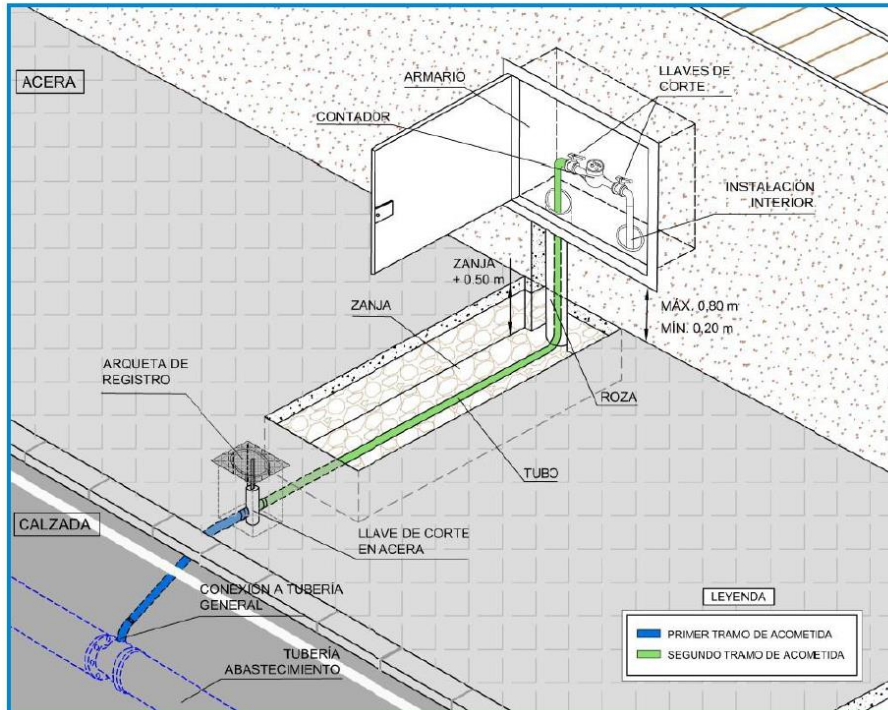 ACERA
ARMARIO
LLAVES DE
CORTE
CONTADOR
INSTALACIÓN
INTERIOR
ZANJA
+ 0.50 m
ZANJA
MÁX. 0,80 m
MÍN. 0,20 m
ARQUETA DE
REGISTRO
ROZA
TUBO
CALZADA
LLAVE DE CORTE
EN ACERA
CONEXIÓN A TUBERÍA
GENERAL
LEYENDA
PRIMER TRAMO DE ACOMETIDA
SEGUNDO TRAMO DE ACOMETIDA
TUBERÍA
ABASTECIMIENTO